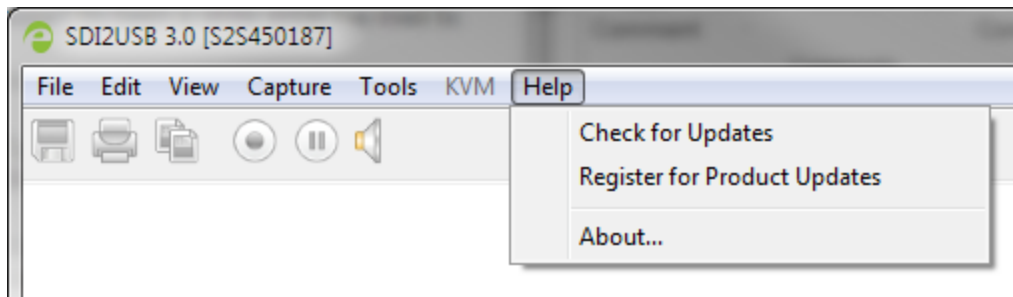 SDI2USB 3.0 [S2S450187]
File Edit View Capture Tools KVM Help
Check for Updates
Register for Product Updates
About...